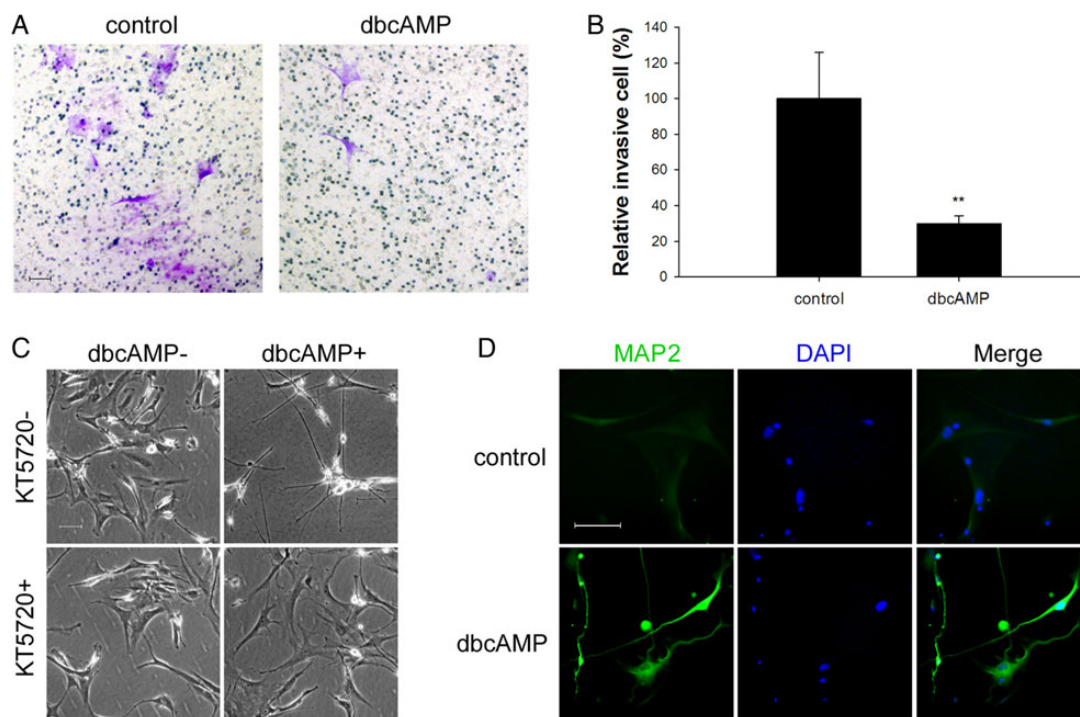 A
control
dbcAMP
B
Relative invasive cell (%)
140
120
100
80
60
40
20
0
**
control
dbcAMP
C
dbcAMP-
dbcAMP+
KT5720-
KT5720+
D
MAP2
DAPI
Merge
control
dbcAMP